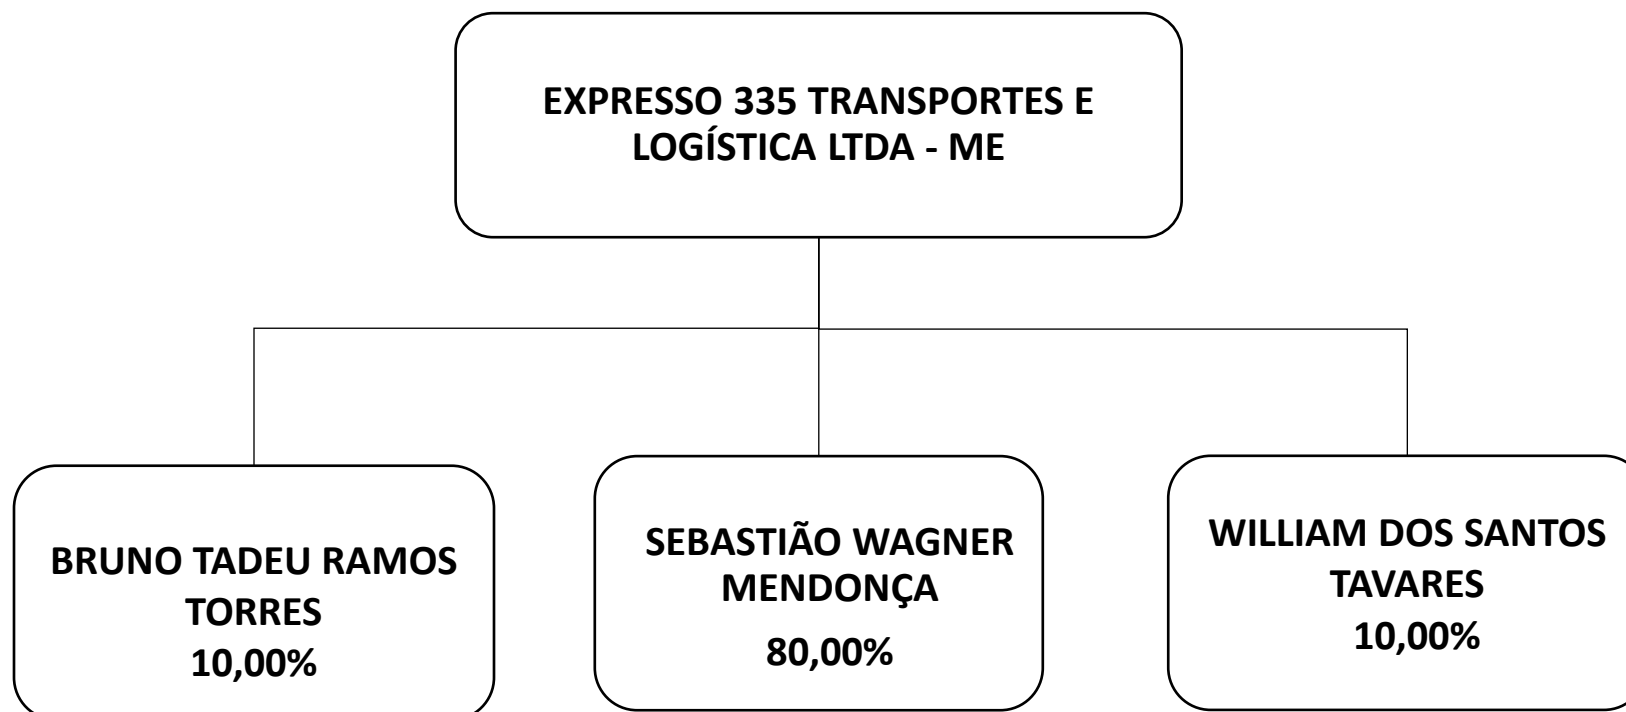 EXPRESSO 335 TRANSPORTES E
LOGÍSTICA LTDA - ME
BRUNO TADEU RAMOS
TORRES
10,00%
SEBASTIÃO WAGNER
MENDONÇA
80,00%
WILLIAM DOS SANTOS
TAVARES
10,00%